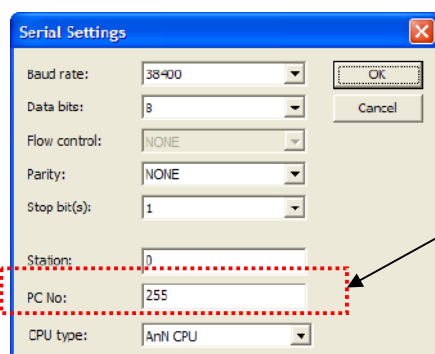 Serial Settings
Baud rate: 38400 OK
Data bits: 8 Cancel
Flow control: NONE
Parity: NONE
Stop bit(s): 1
Station: 0
PC No: 255
CPU type: AnN CPU